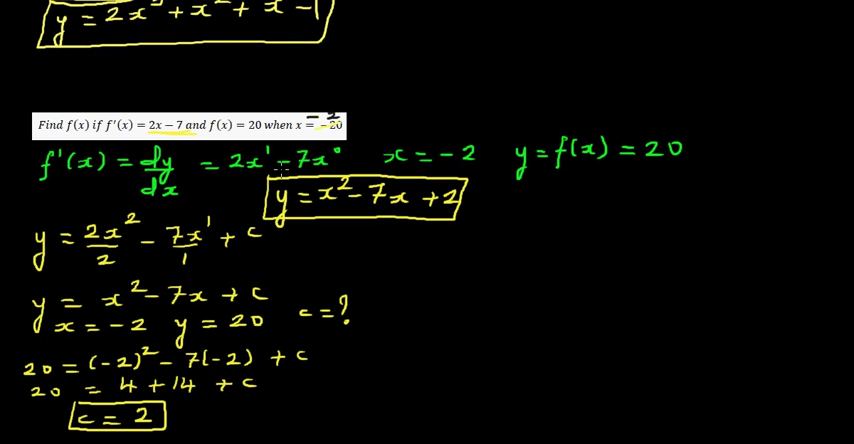 y = 2x³ + x² + x - 1
Find f(x) if f′(x) = 2x − 7 and f(x) = 20 when x = −20
-2
f'(x) = dy/dx = 2x¹ - 7x⁰ x = -2 y = f(x) = 20
y = x² - 7x + 2
y = 2x²/2 - 7x¹/1 + c
y = x² - 7x + c
x = -2 y = 20 c = ?
20 = (-2)² - 7(-2) + c
20 = 4 + 14 + c
c = 2